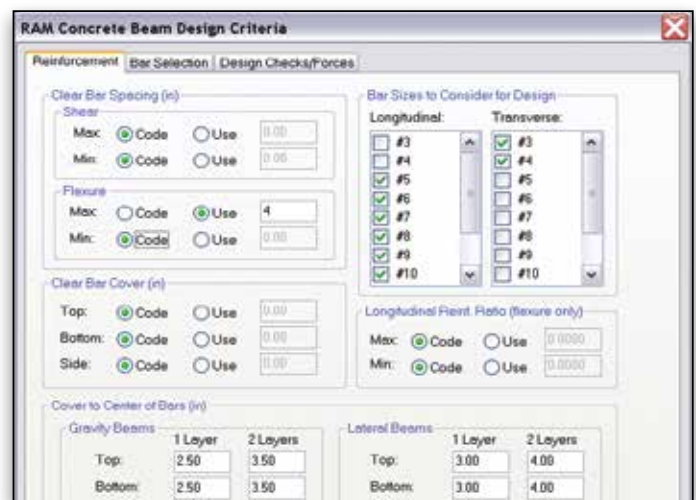 RAM Concrete Beam Design Criteria
Reinforcement Bar Selection Design Checks/Forces
Clear Bar Spacing (in)
Shear
Max: Code Use 0.00
Min: Code Use 0.00
Flexure
Max: Code Use 4
Min: Code Use 0.00
Clear Bar Cover (in)
Top: Code Use 0.00
Bottom: Code Use 0.00
Side: Code Use 0.00
Bar Sizes to Consider for Design
Longitudinal: Transverse:
#3 #3
#4 #4
#5 #5
#6 #6
#7 #7
#8 #8
#9 #9
#10 #10
Longitudinal Reinf. Ratio (flexure only)
Max: Code Use 0.0000
Min: Code Use 0.0000
Cover to Center of Bars (in)
Gravity Beams
1 Layer 2 Layers
Top: 2.50 3.50
Bottom: 2.50 3.50
Lateral Beams
1 Layer 2 Layers
Top: 3.00 4.00
Bottom: 3.00 4.00